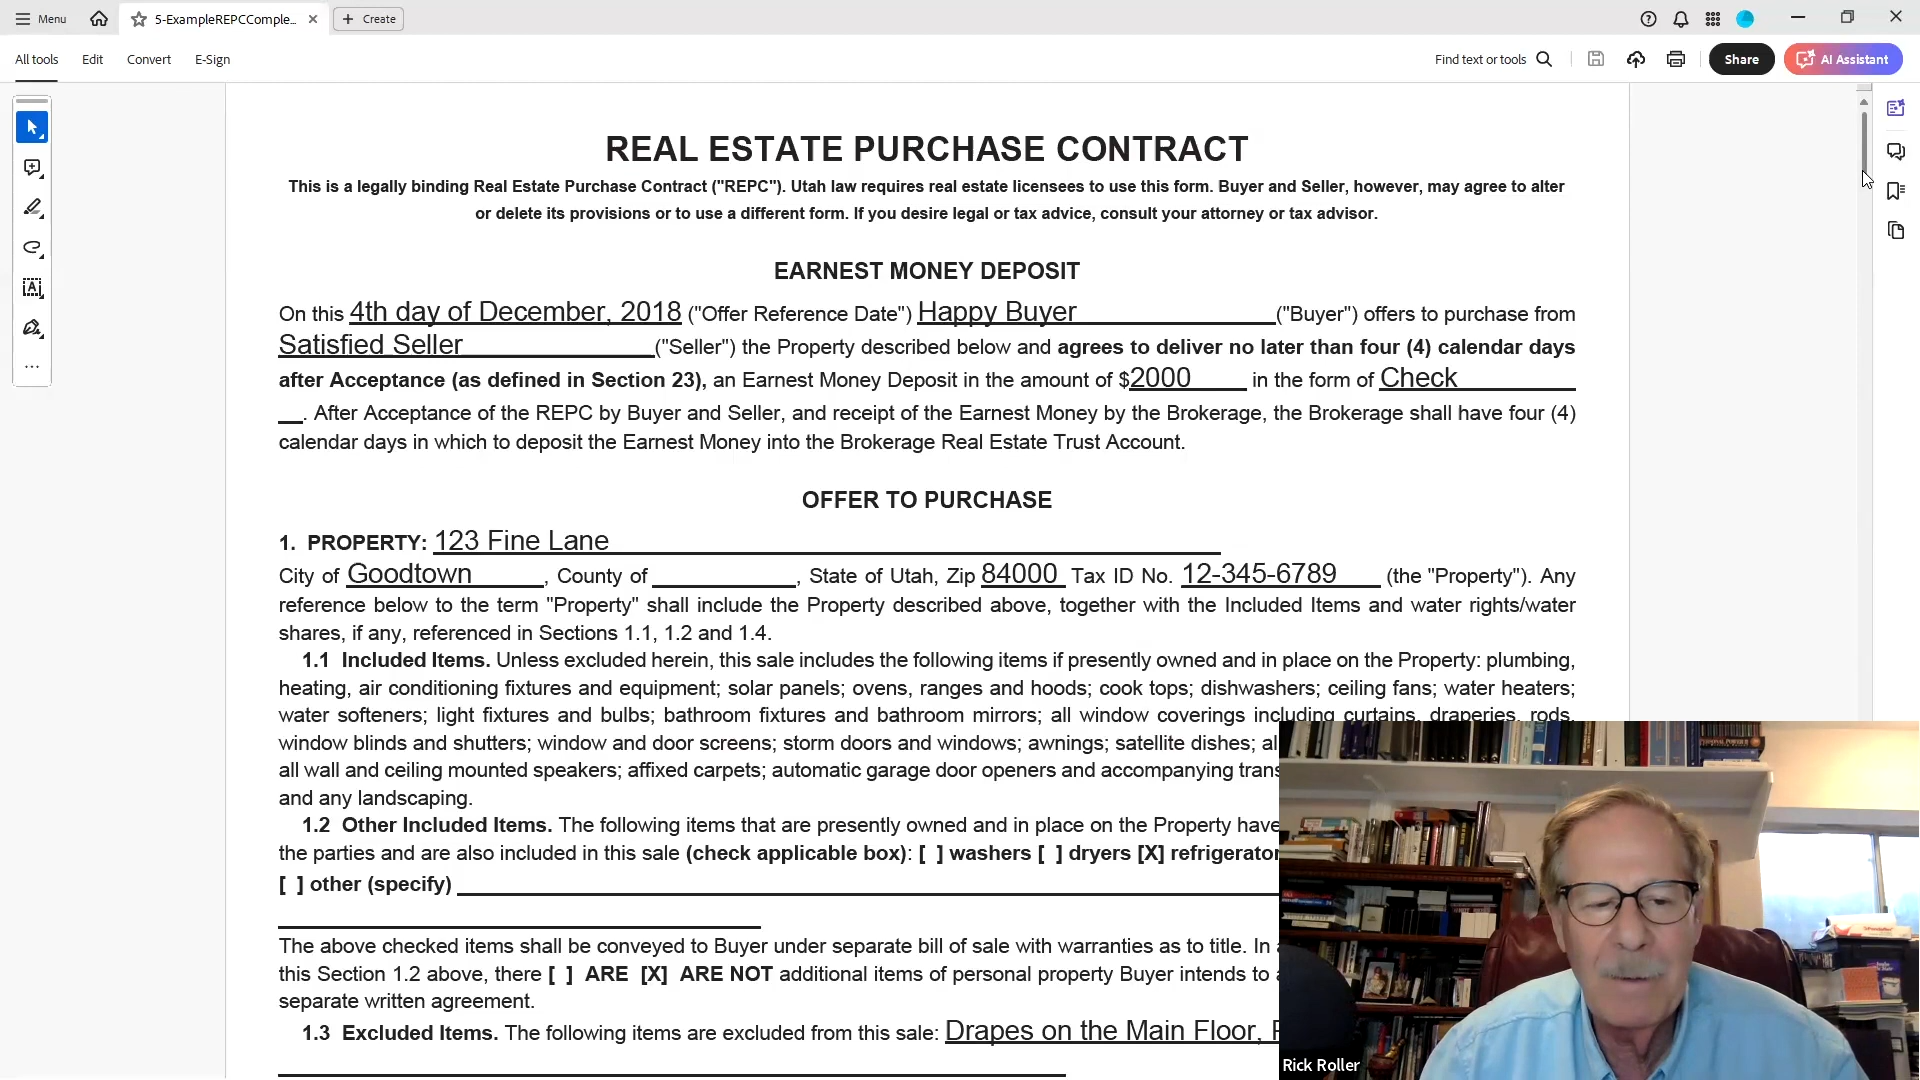 Menu
5-ExampleREPCComple...
Create
All tools
Edit
Convert
E-Sign
Find text or tools
Share
AI Assistant
REAL ESTATE PURCHASE CONTRACT
This is a legally binding Real Estate Purchase Contract ("REPC"). Utah law requires real estate licensees to use this form. Buyer and Seller, however, may agree to alter
or delete its provisions or to use a different form. If you desire legal or tax advice, consult your attorney or tax advisor.
EARNEST MONEY DEPOSIT
On this 4th day of December, 2018 ("Offer Reference Date") Happy Buyer ("Buyer") offers to purchase from
Satisfied Seller ("Seller") the Property described below and agrees to deliver no later than four (4) calendar days
after Acceptance (as defined in Section 23), an Earnest Money Deposit in the amount of $2000 in the form of Check
. After Acceptance of the REPC by Buyer and Seller, and receipt of the Earnest Money by the Brokerage, the Brokerage shall have four (4)
calendar days in which to deposit the Earnest Money into the Brokerage Real Estate Trust Account.
OFFER TO PURCHASE
1. PROPERTY: 123 Fine Lane
City of Goodtown, County of , State of Utah, Zip 84000 Tax ID No. 12-345-6789 (the "Property"). Any
reference below to the term "Property" shall include the Property described above, together with the Included Items and water rights/water
shares, if any, referenced in Sections 1.1, 1.2 and 1.4.
1.1 Included Items. Unless excluded herein, this sale includes the following items if presently owned and in place on the Property: plumbing,
heating, air conditioning fixtures and equipment; solar panels; ovens, ranges and hoods; cook tops; dishwashers; ceiling fans; water heaters;
water softeners; light fixtures and bulbs; bathroom fixtures and bathroom mirrors; all window coverings including curtains, draperies, rods,
window blinds and shutters; window and door screens; storm doors and windows; awnings; satellite dishes;
all wall and ceiling mounted speakers; affixed carpets; automatic garage door openers and accompanying
and any landscaping.
1.2 Other Included Items. The following items that are presently owned and in place on the Property have
the parties and are also included in this sale (check applicable box): [ ] washers [ ] dryers [X] refrigerator
[ ] other (specify)
The above checked items shall be conveyed to Buyer under separate bill of sale with warranties as to title. In
this Section 1.2 above, there [ ] ARE [X] ARE NOT additional items of personal property Buyer intends to
separate written agreement.
1.3 Excluded Items. The following items are excluded from this sale: Drapes on the Main Floor,
Rick Roller